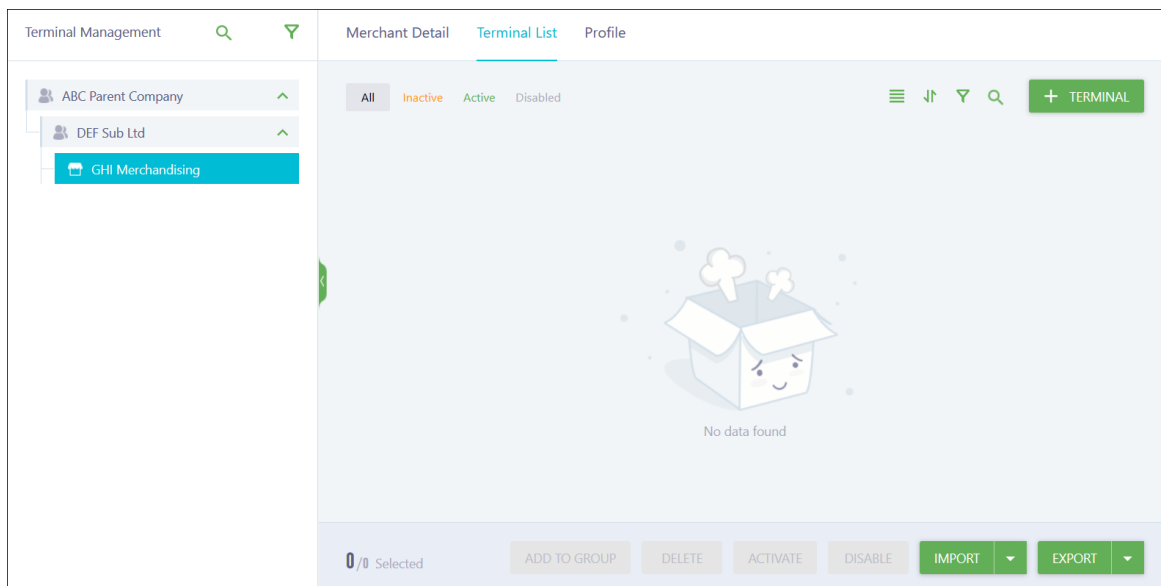 Terminal Management
Merchant Detail Terminal List Profile
ABC Parent Company
DEF Sub Ltd
GHI Merchandising
All Inactive Active Disabled
+ TERMINAL
No data found
0/0 Selected
ADD TO GROUP DELETE ACTIVATE DISABLE IMPORT EXPORT